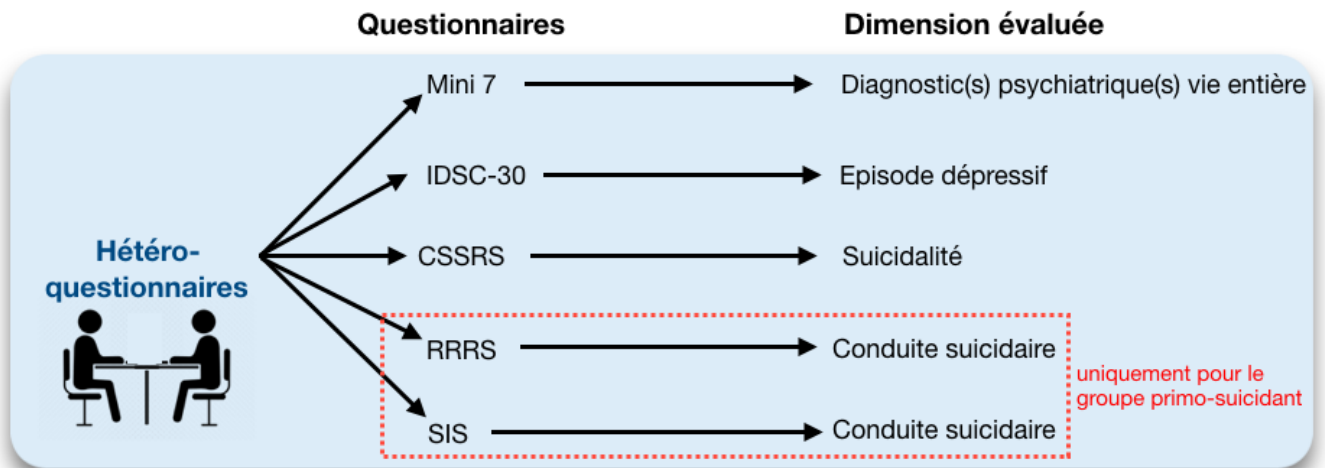 Questionnaires Dimension évaluée
Mini 7 Diagnostic(s) psychiatrique(s) vie entière
IDSC-30 Episode dépressif
Hétéro-
questionnaires
CSSRS Suicidalité
RRRS Conduite suicidaire
uniquement pour le
groupe primo-suicidant
SIS Conduite suicidaire